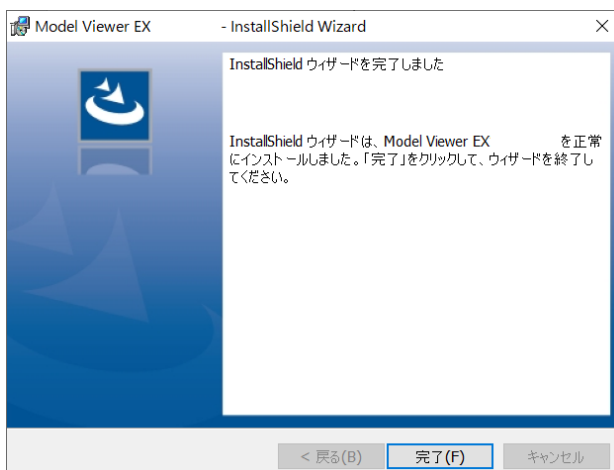 Model Viewer EX - InstallShield Wizard
InstallShield ウィザードを完了しました
InstallShield ウィザードは、Model Viewer EX を正常
にインストールしました。「完了」をクリックして、ウィザードを終了し
てください。
< 戻る(B)
完了(F)
キャンセル